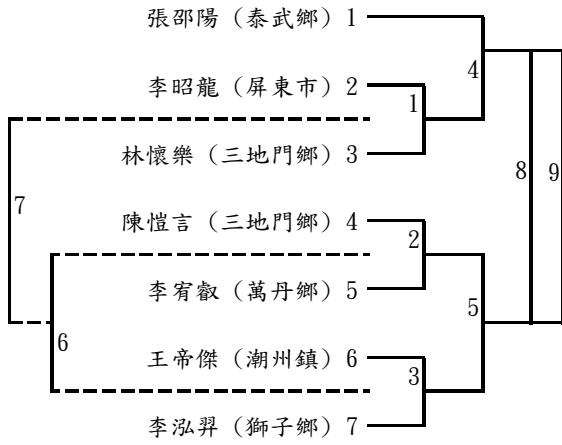 張邵陽（泰武鄉）1
4
李昭龍（屏東市）2
1
林懷樂（三地門鄉）3
8
9
7
陳愷言（三地門鄉）4
2
李宥叡（萬丹鄉）5
5
6
王帝傑（潮州鎮）6
3
李泓羿（獅子鄉）7